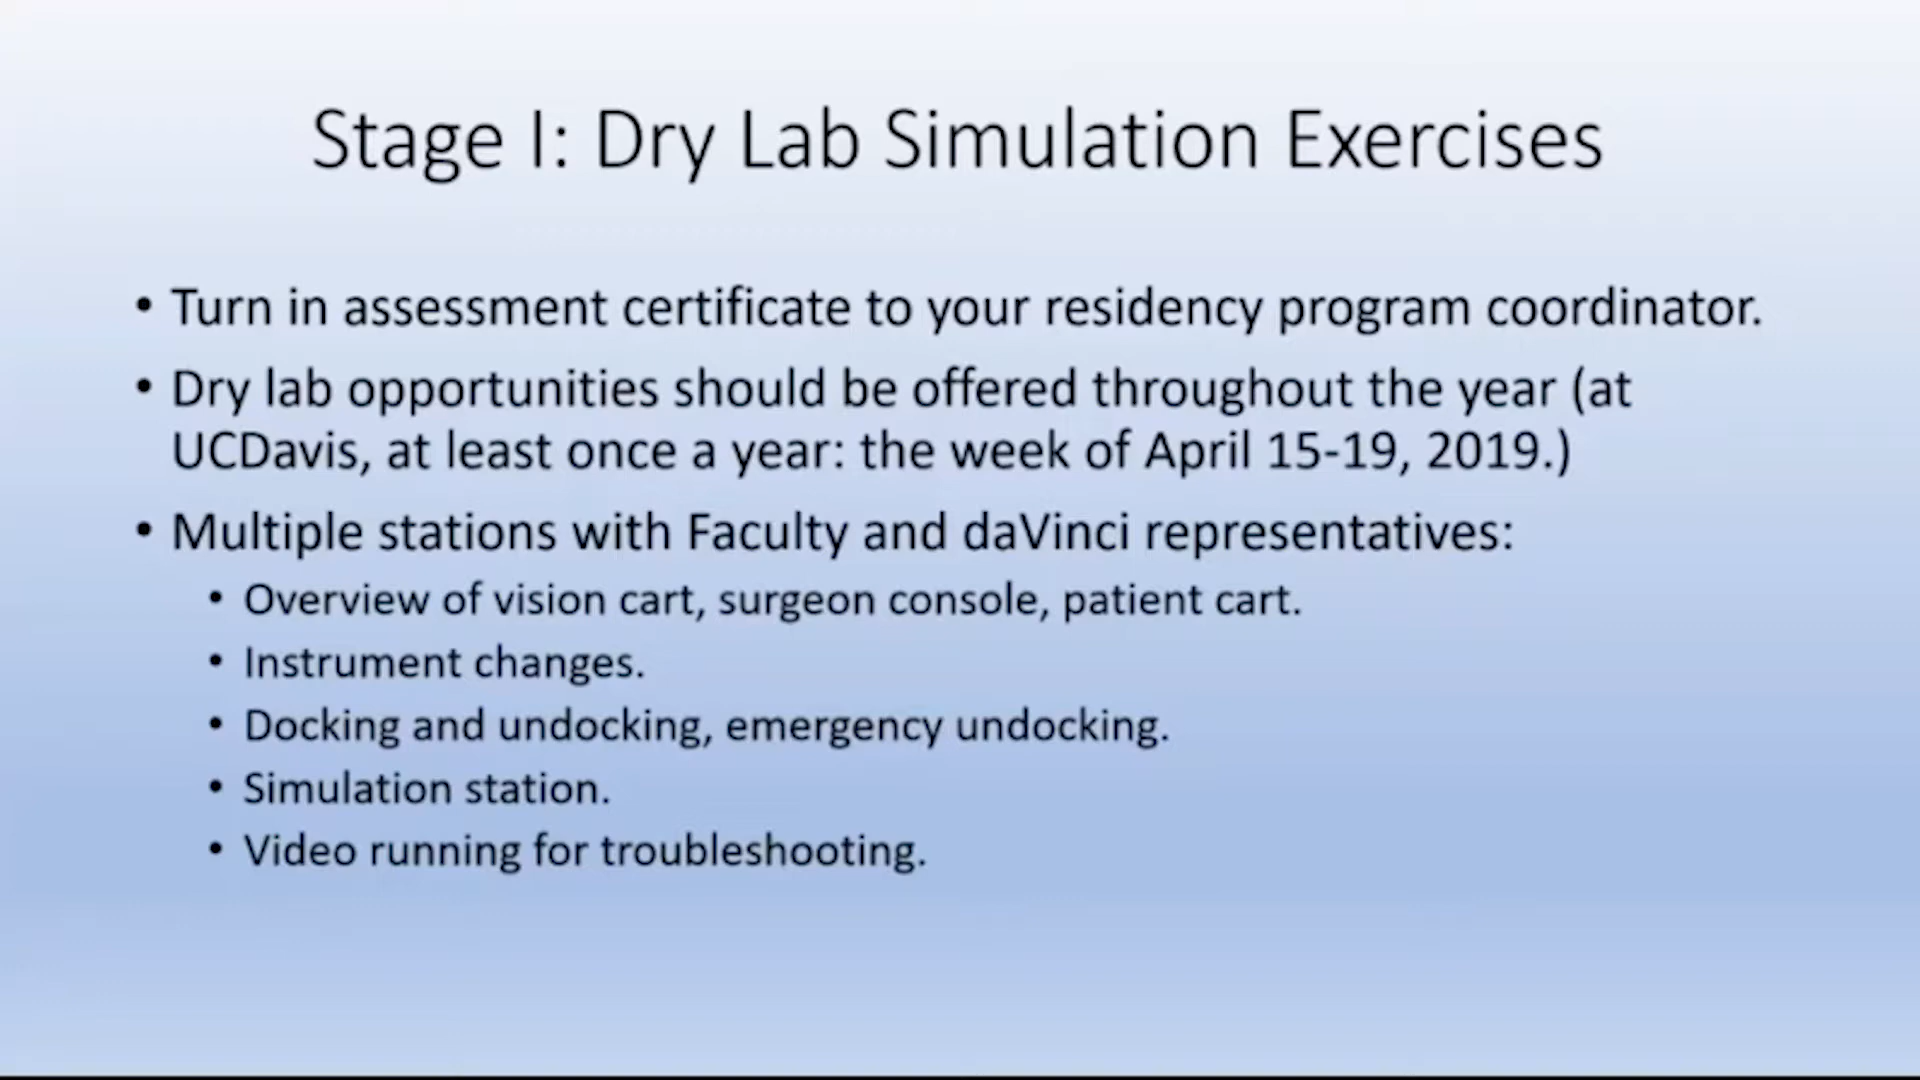 Stage I: Dry Lab Simulation Exercises
• Turn in assessment certificate to your residency program coordinator.
• Dry lab opportunities should be offered throughout the year (at
UCDavis, at least once a year: the week of April 15-19, 2019.)
• Multiple stations with Faculty and daVinci representatives:
• Overview of vision cart, surgeon console, patient cart.
• Instrument changes.
• Docking and undocking, emergency undocking.
• Simulation station.
• Video running for troubleshooting.